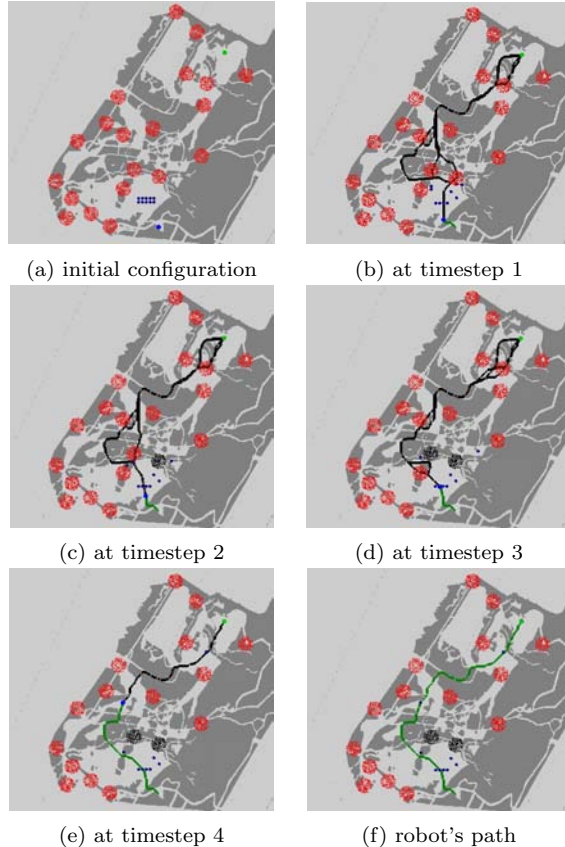 (a) initial configuration
(b) at timestep 1
(c) at timestep 2
(d) at timestep 3
(e) at timestep 4
(f) robot's path